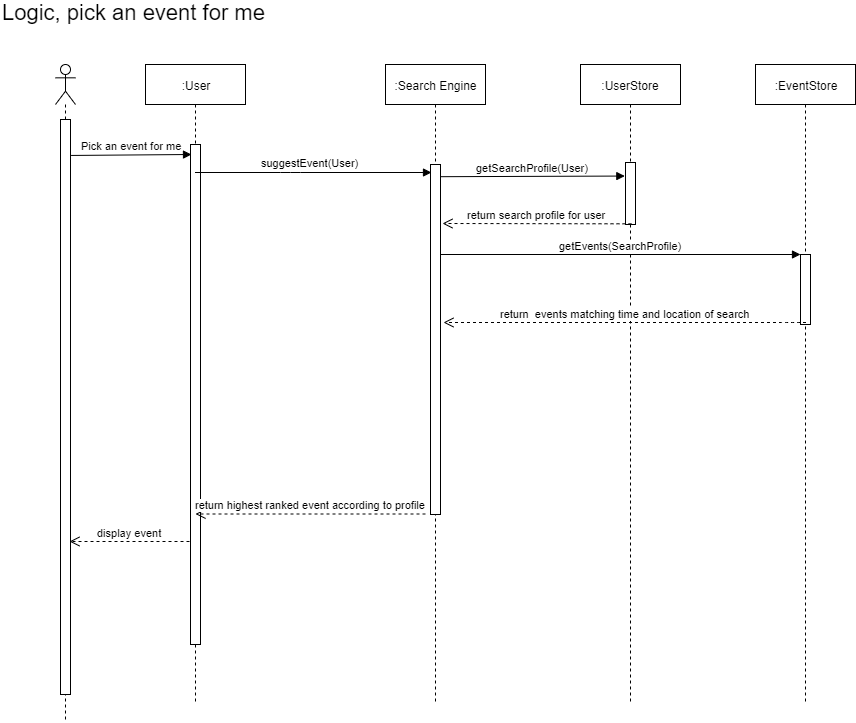 Logic, pick an event for me
:User
:Search Engine
:UserStore
:EventStore
Pick an event for me
suggestEvent(User)
getSearchProfile(User)
return search profile for user
getEvents(SearchProfile)
return  events matching time and location of search
return highest ranked event according to profile
display event